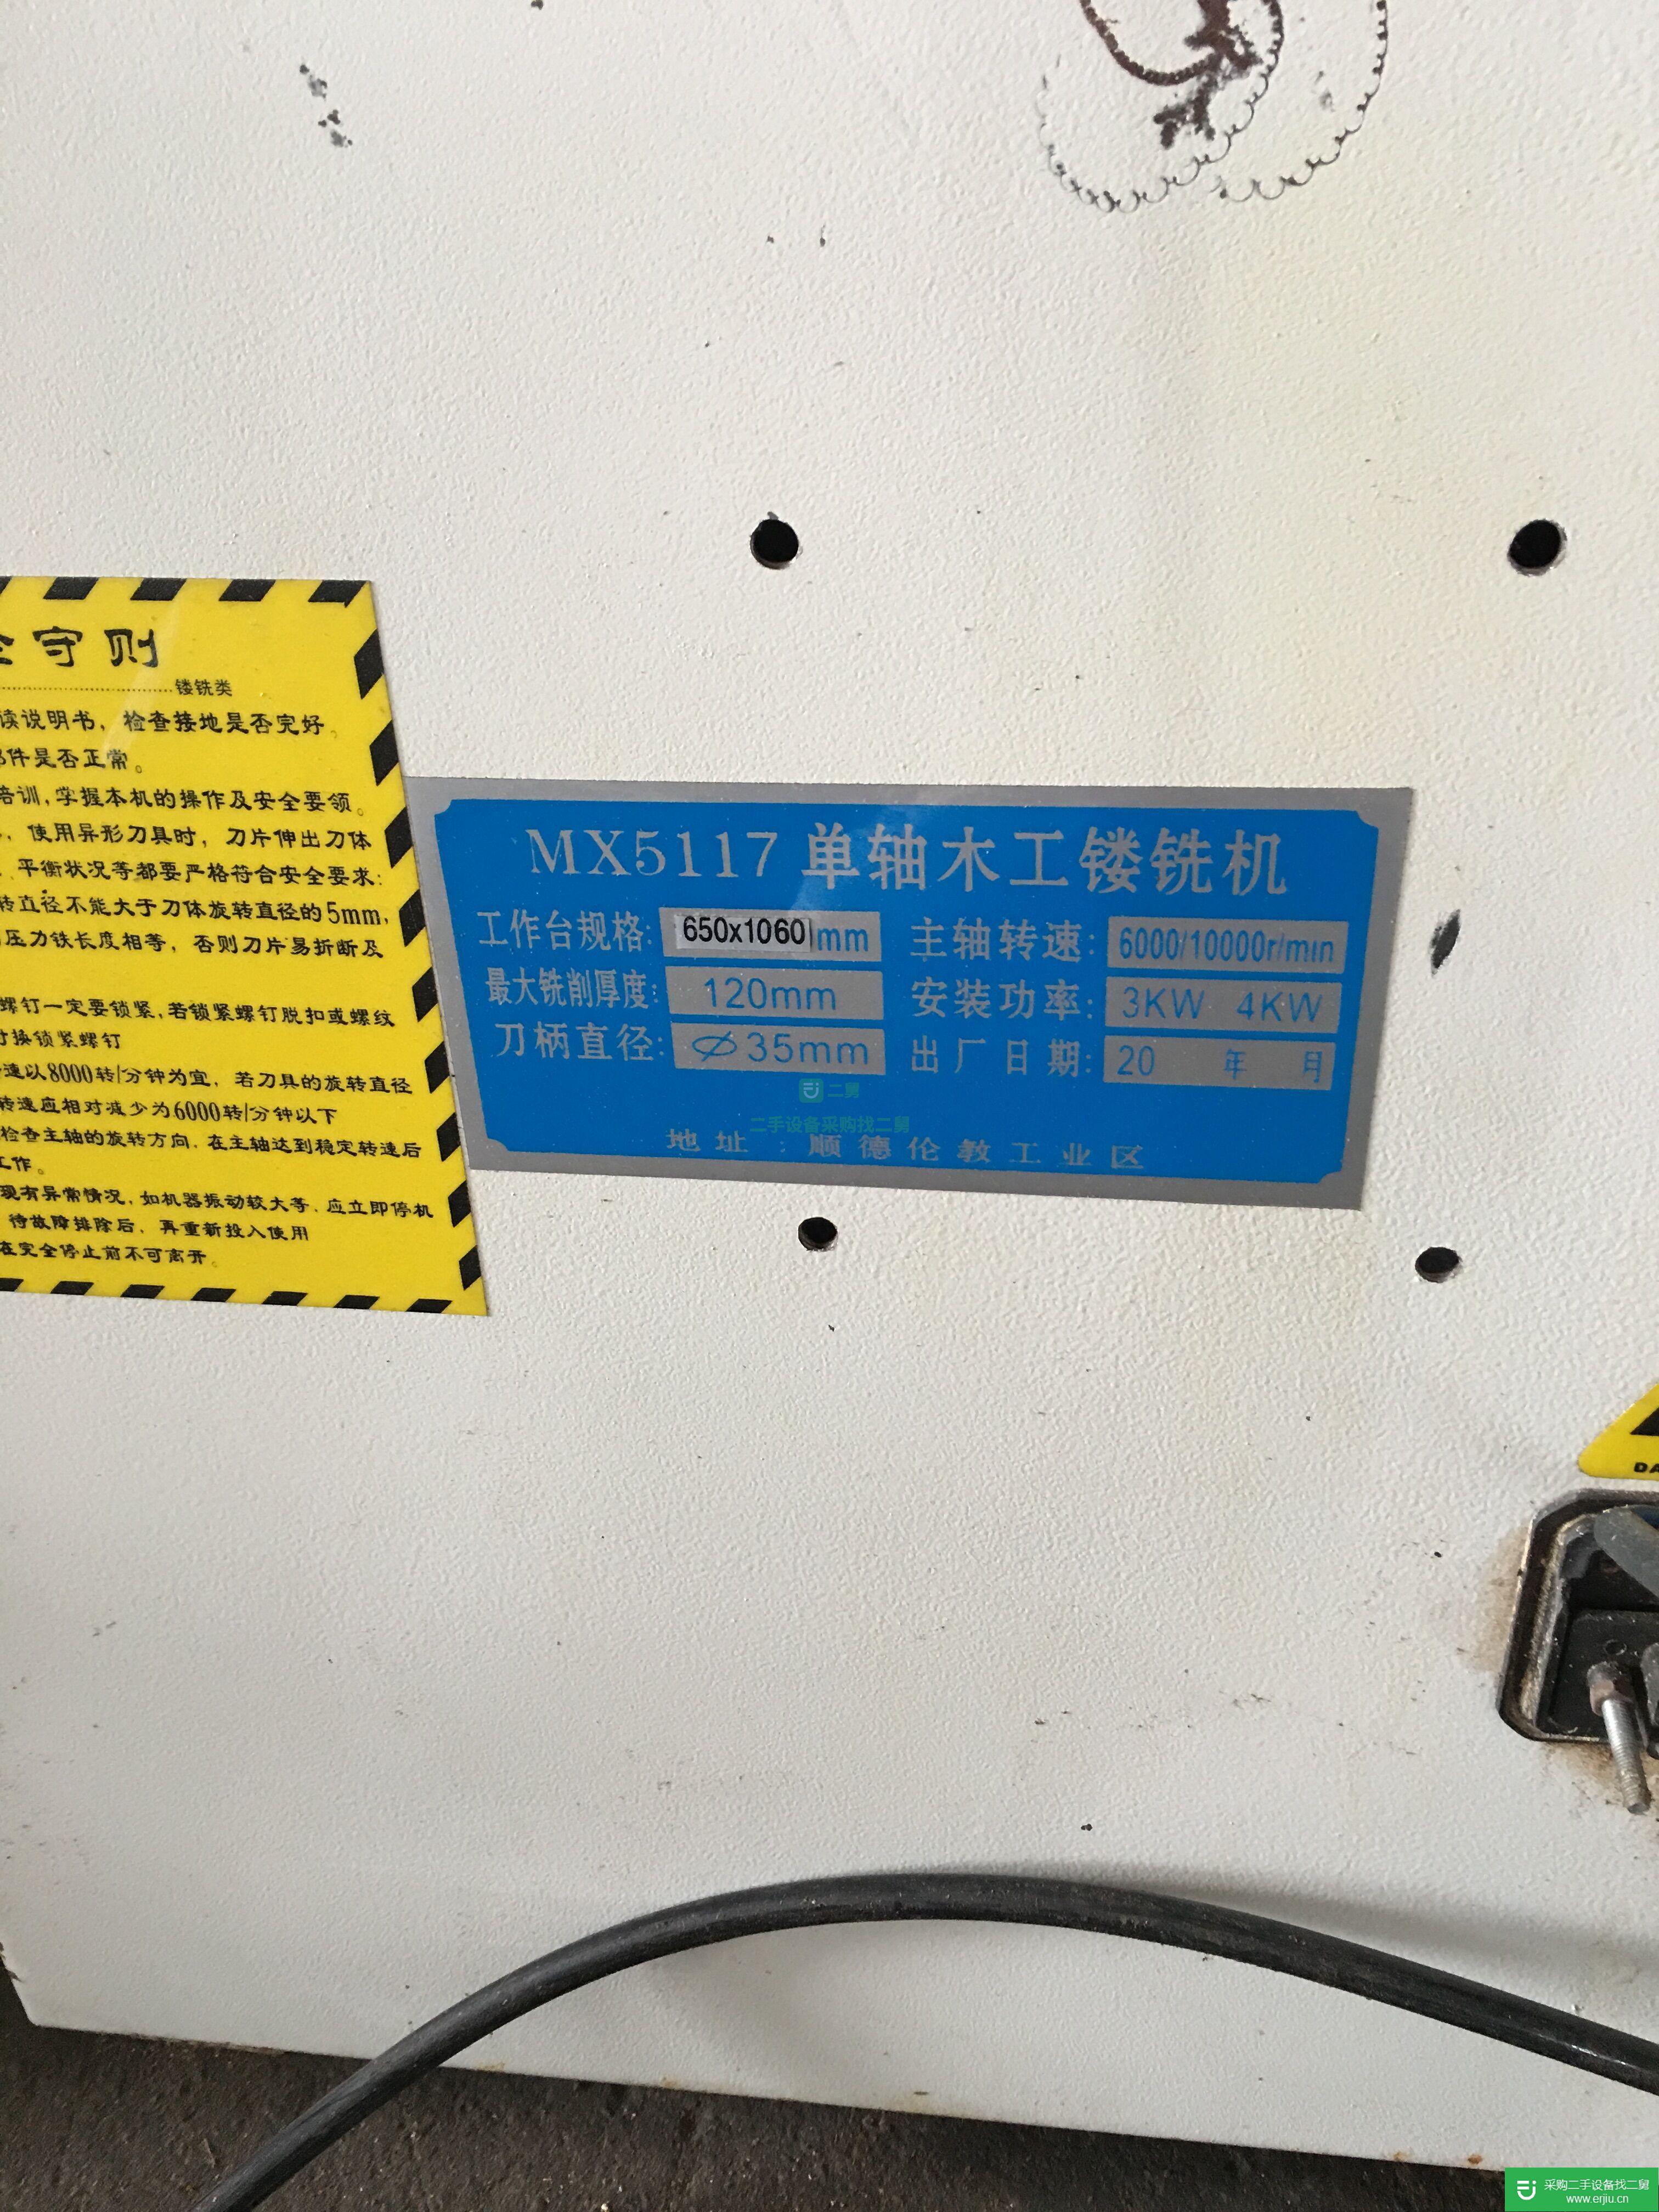 守则
镂铣类
读说明书，检查接地是否完好。
件是否正常。
培训,掌握本机的操作及安全要领。
使用异形刀具时，刀片伸出刀体
平衡状况等都要严格符合安全要求:
转直径不能大于刀体旋转直径的5mm,
压力铁长度相等，否则刀片易折断及
螺钉一定要锁紧,若锁紧螺钉脱扣或螺纹
换锁紧螺钉
速以8000转/分钟为宜，若刀具的旋转直径
转速应相对减少为6000转/分钟以下
检查主轴的旋转方向,在主轴达到稳定转速后
工作。
现有异常情况,如机器振动较大等,应立即停机
待故障排除后，再重新投入使用
在完全停止前不可离开。
MX5117单轴木工镂铣机
工作台规格: 650x1060 mm 主轴转速: 6000/10000r/min
最大铣削厚度: 120mm 安装功率: 3KW 4KW
刀柄直径: Ø35mm 出厂日期: 20 年 月
二舅
二手设备采购找二舅
地址：顺德伦教工业区
DA
采购二手设备找二舅
www.erjiu.cn